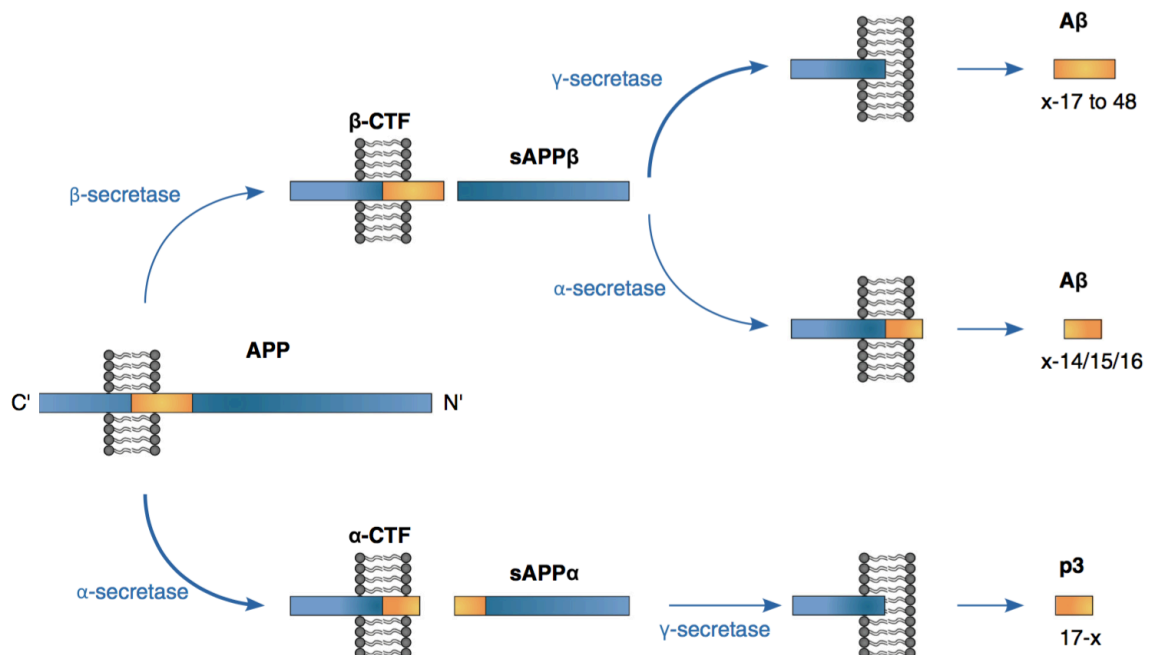 Aβ
γ-secretase
x-17 to 48
β-CTF
sAPPβ
β-secretase
α-secretase
Aβ
x-14/15/16
APP
C' N'
α-CTF
sAPPα
p3
α-secretase
γ-secretase
17-x